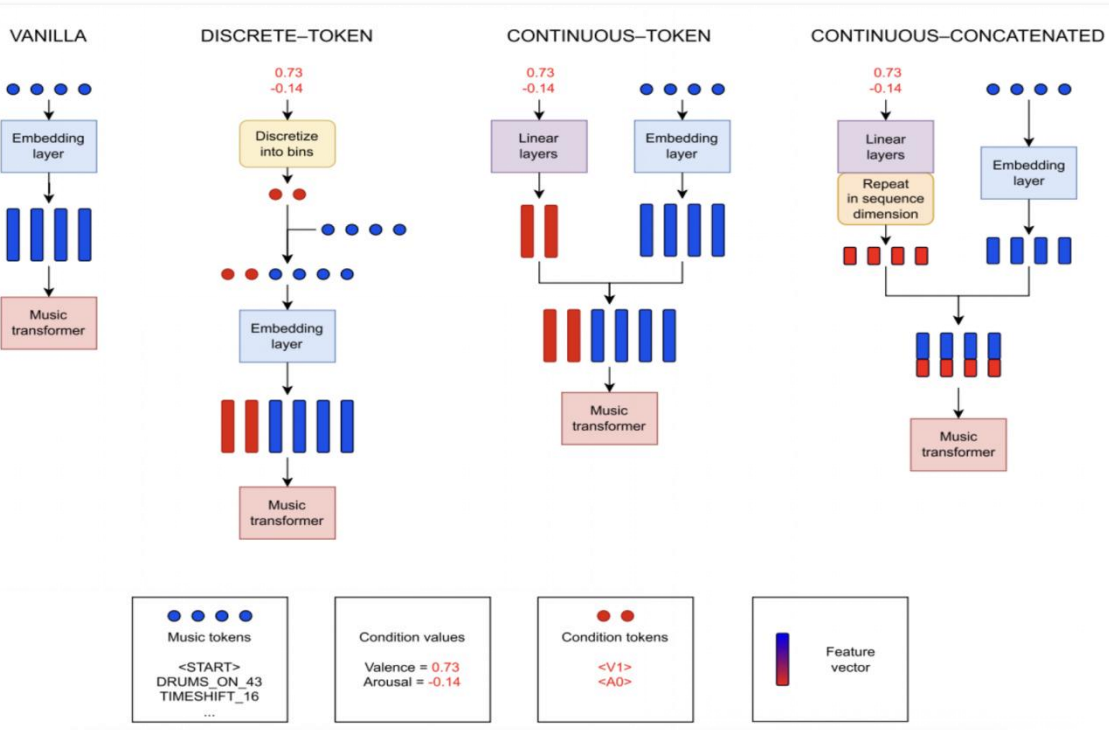 VANILLA
Embedding
layer
Music
transformer
DISCRETE–TOKEN
0.73
-0.14
Discretize
into bins
Embedding
layer
Music
transformer
CONTINUOUS–TOKEN
0.73
-0.14
Linear
layers
Embedding
layer
Music
transformer
CONTINUOUS–CONCATENATED
0.73
-0.14
Linear
layers
Repeat
in sequence
dimension
Embedding
layer
Music
transformer
Music tokens
<START>
DRUMS_ON_43
TIMESHIFT_16
...
Condition values
Valence = 0.73
Arousal = -0.14
Condition tokens
<V1>
<A0>
Feature
vector